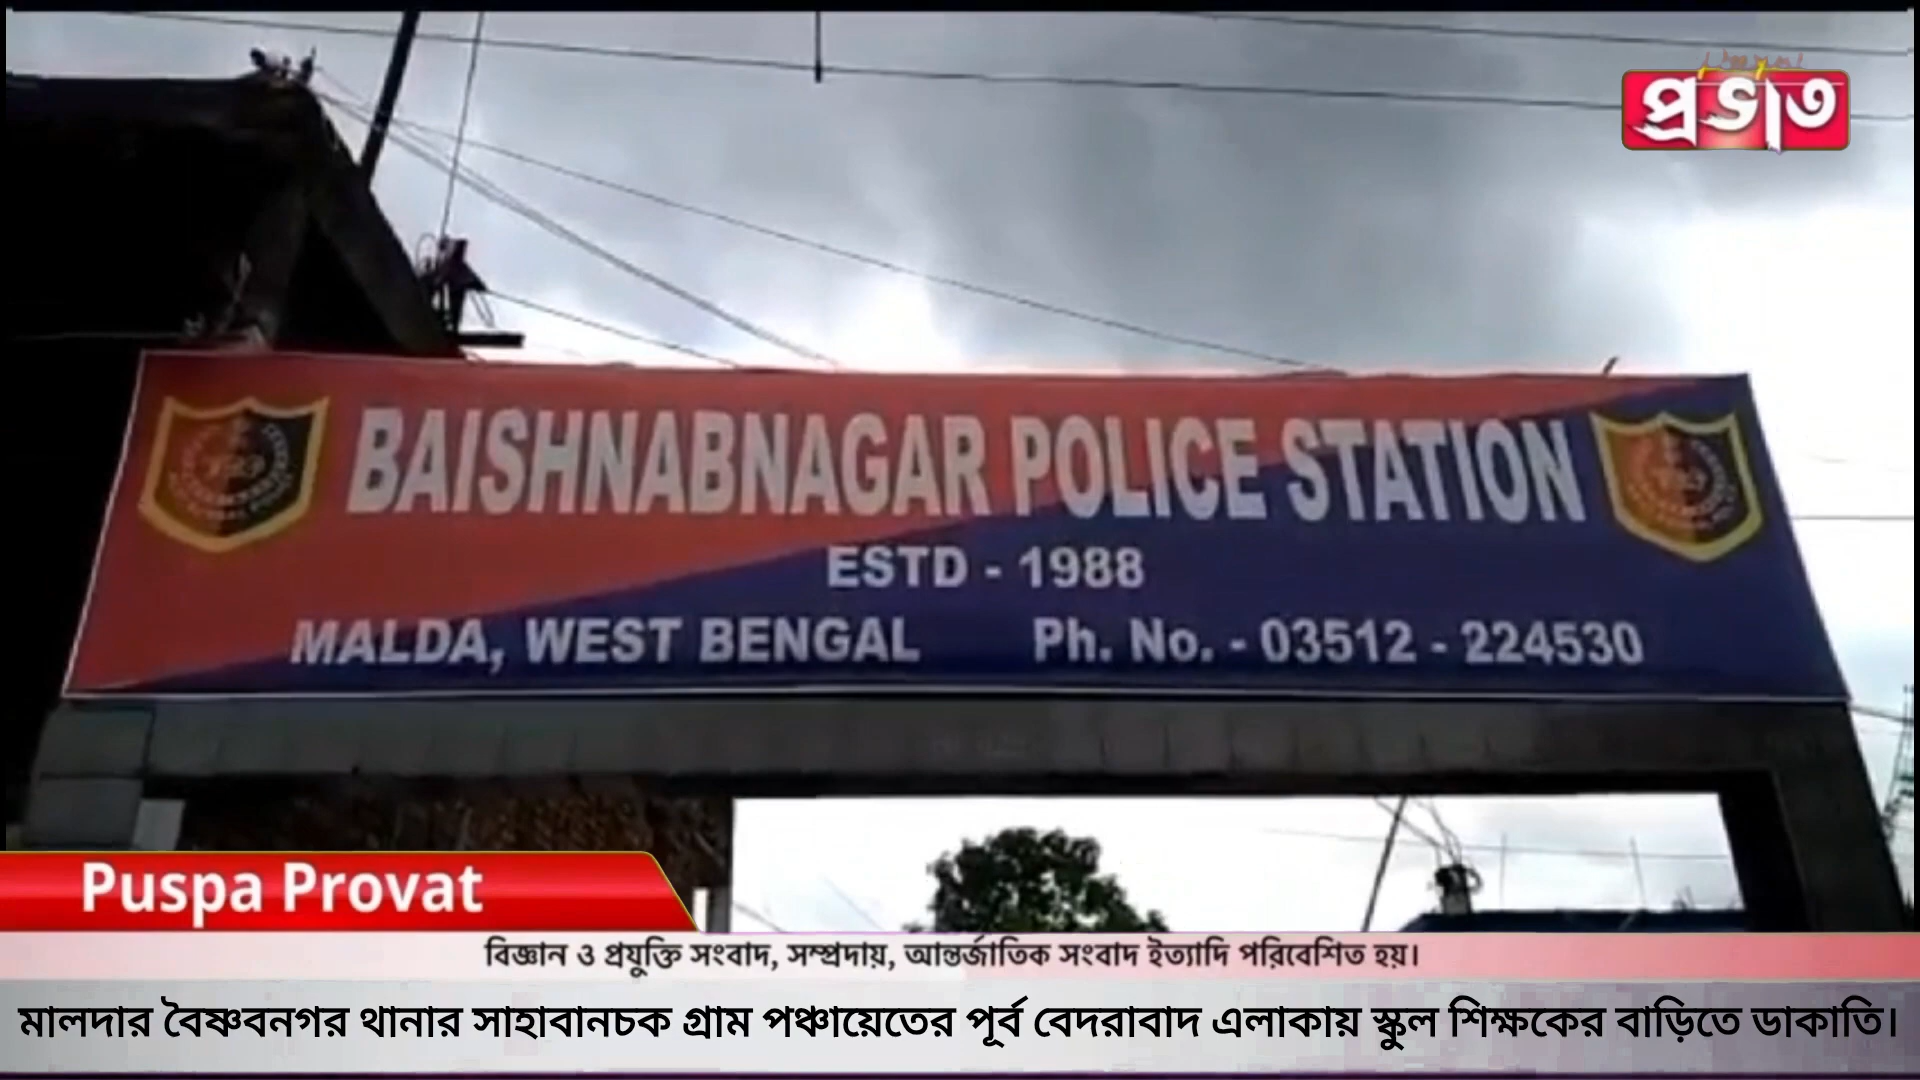 প্রভাত
BAISHNABNAGAR POLICE STATION
ESTD - 1988
MALDA, WEST BENGAL Ph. No. - 03512 - 224530
Puspa Provat
বিজ্ঞান ও প্রযুক্তি সংবাদ, সম্প্রদায়, আন্তর্জাতিক সংবাদ ইত্যাদি পরিবেশিত হয়।
মালদার বৈষ্ণবনগর থানার সাহাবানচক গ্রাম পঞ্চায়েতের পূর্ব বেদরাবাদ এলাকায় স্কুল শিক্ষকের বাড়িতে ডাকাতি।